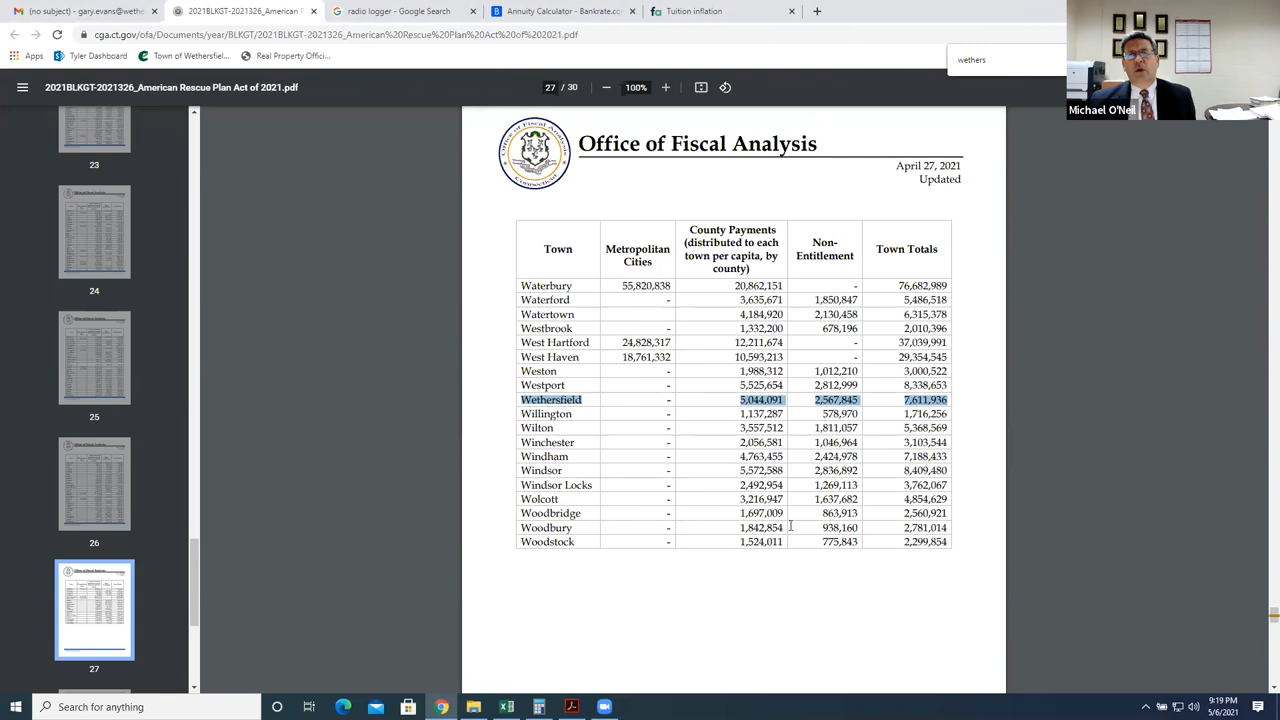 (no subject) - gary.evans@weth
2021BLKGT-2021326_American R
radio logger - Google Search
Annuity Calculator - Bankrate.co
Tuition inflation
cga.ct.gov/ofa/Documents/year/BLKGT/2021BLKGT-2021326_American%20Rescue%20Plan%20Act%20of%202021.pdf
Apps
Tyler Dashboard
Town of Wethersfiel...
Real Property Offici...
wethers
2021BLKGT-2021326_American Rescue Plan Act of 2021.pdf
27 / 30
100%
Michael O'Neil
23
24
25
26
27
Office of Fiscal Analysis
April 27, 2021
Updated
Town Metropolitan Cities County Payments (distributed to each town per capita, by county) Non-Entitlement Town Totals
Waterbury 55,820,838 20,862,151 - 76,682,989
Waterford - 3,635,671 1,850,847 5,486,518
Watertown 4,184,920 2,130,458 6,315,378
Westbrook - 1,332,200 678,196 2,010,396
West Hartford 24,828,317 12,211,674 - 37,039,991
West Haven 18,761,332 10,593,213 - 29,354,545
Weston - 1,988,312 1,012,210 3,000,522
Westport - 5,525,654 2,812,999 8,338,653
Wethersfield - 5,044,091 2,567,845 7,611,936
Willington - 1,137,287 578,970 1,716,256
Wilton - 3,557,512 1,811,057 5,368,569
Winchester - 2,056,581 1,046,964 3,103,544
Windham - 4,763,455 2,424,978 7,188,433
Windsor - 5,572,588 2,836,892 8,409,480
Windsor Locks - 2,492,954 1,269,113 3,762,067
Wolcott - 3,216,947 1,637,682 4,854,629
Woodbridge - 1,697,009 863,913 2,560,921
Woodbury - 1,842,854 938,160 2,781,014
Woodstock - 1,524,011 775,843 2,299,854
Search for anything
9:19 PM
5/6/2021